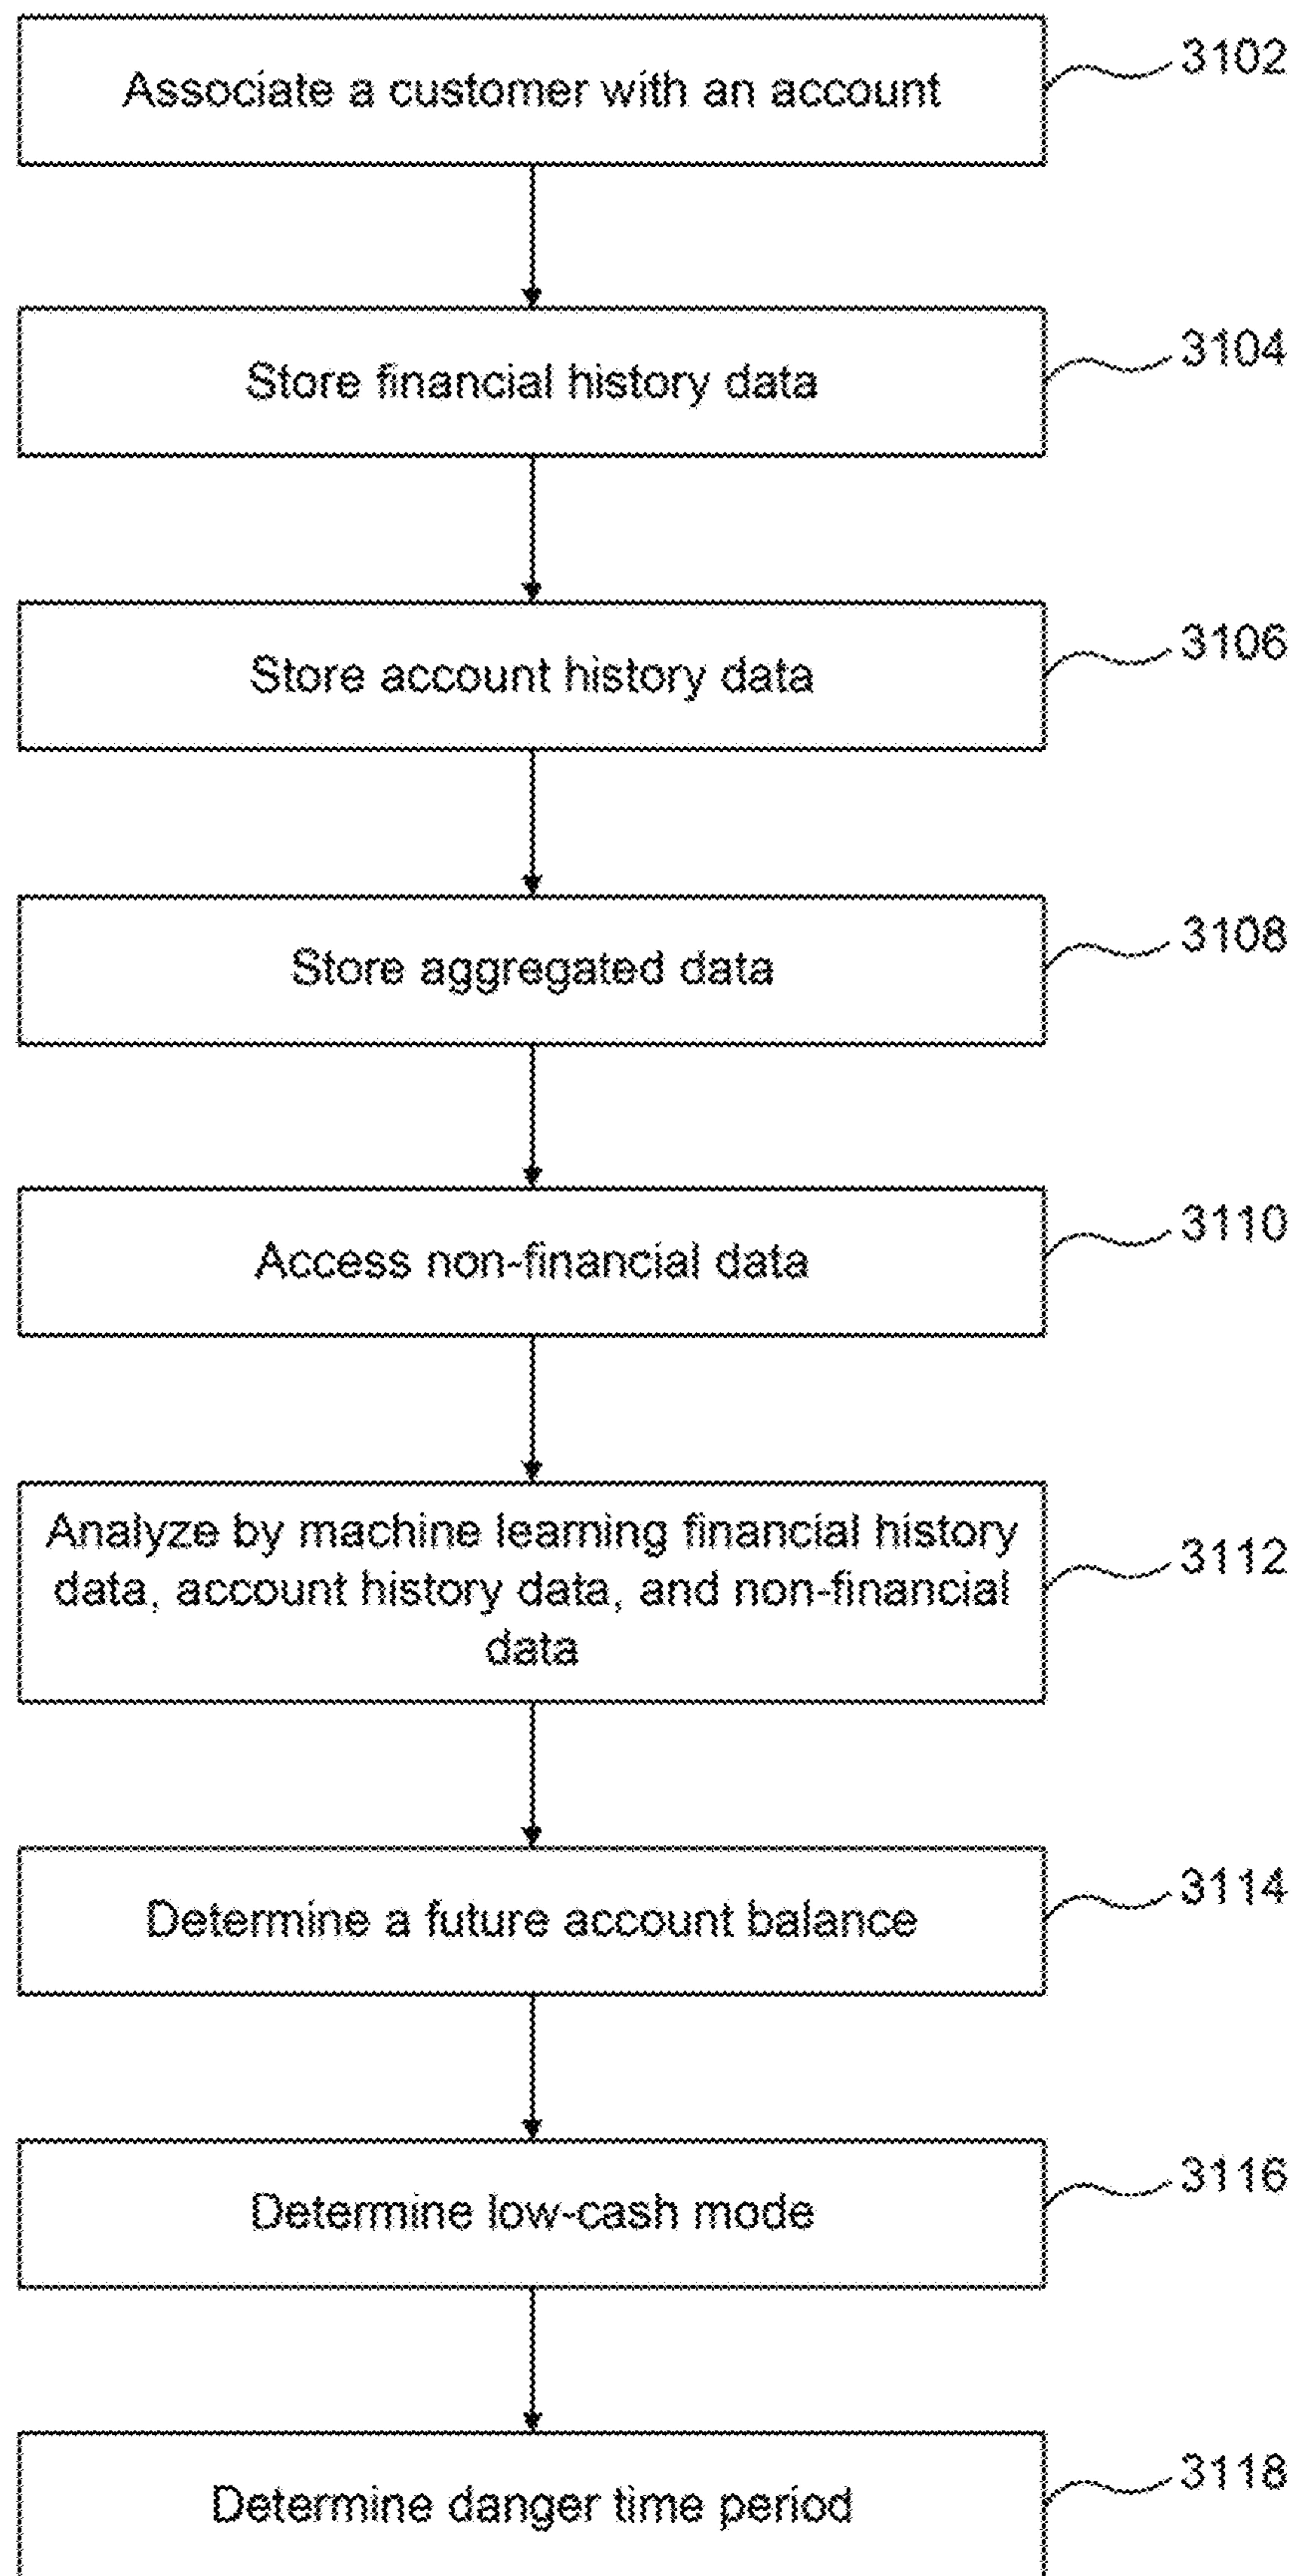 Associate a customer with an account
3102
Store financial history data
3104
Store account history data
3106
Store aggregated data
3108
Access non-financial data
3110
Analyze by machine learning financial history
data, account history data, and non-financial
data
3112
Determine a future account balance
3114
Determine low-cash mode
3116
Determine danger time period
3118